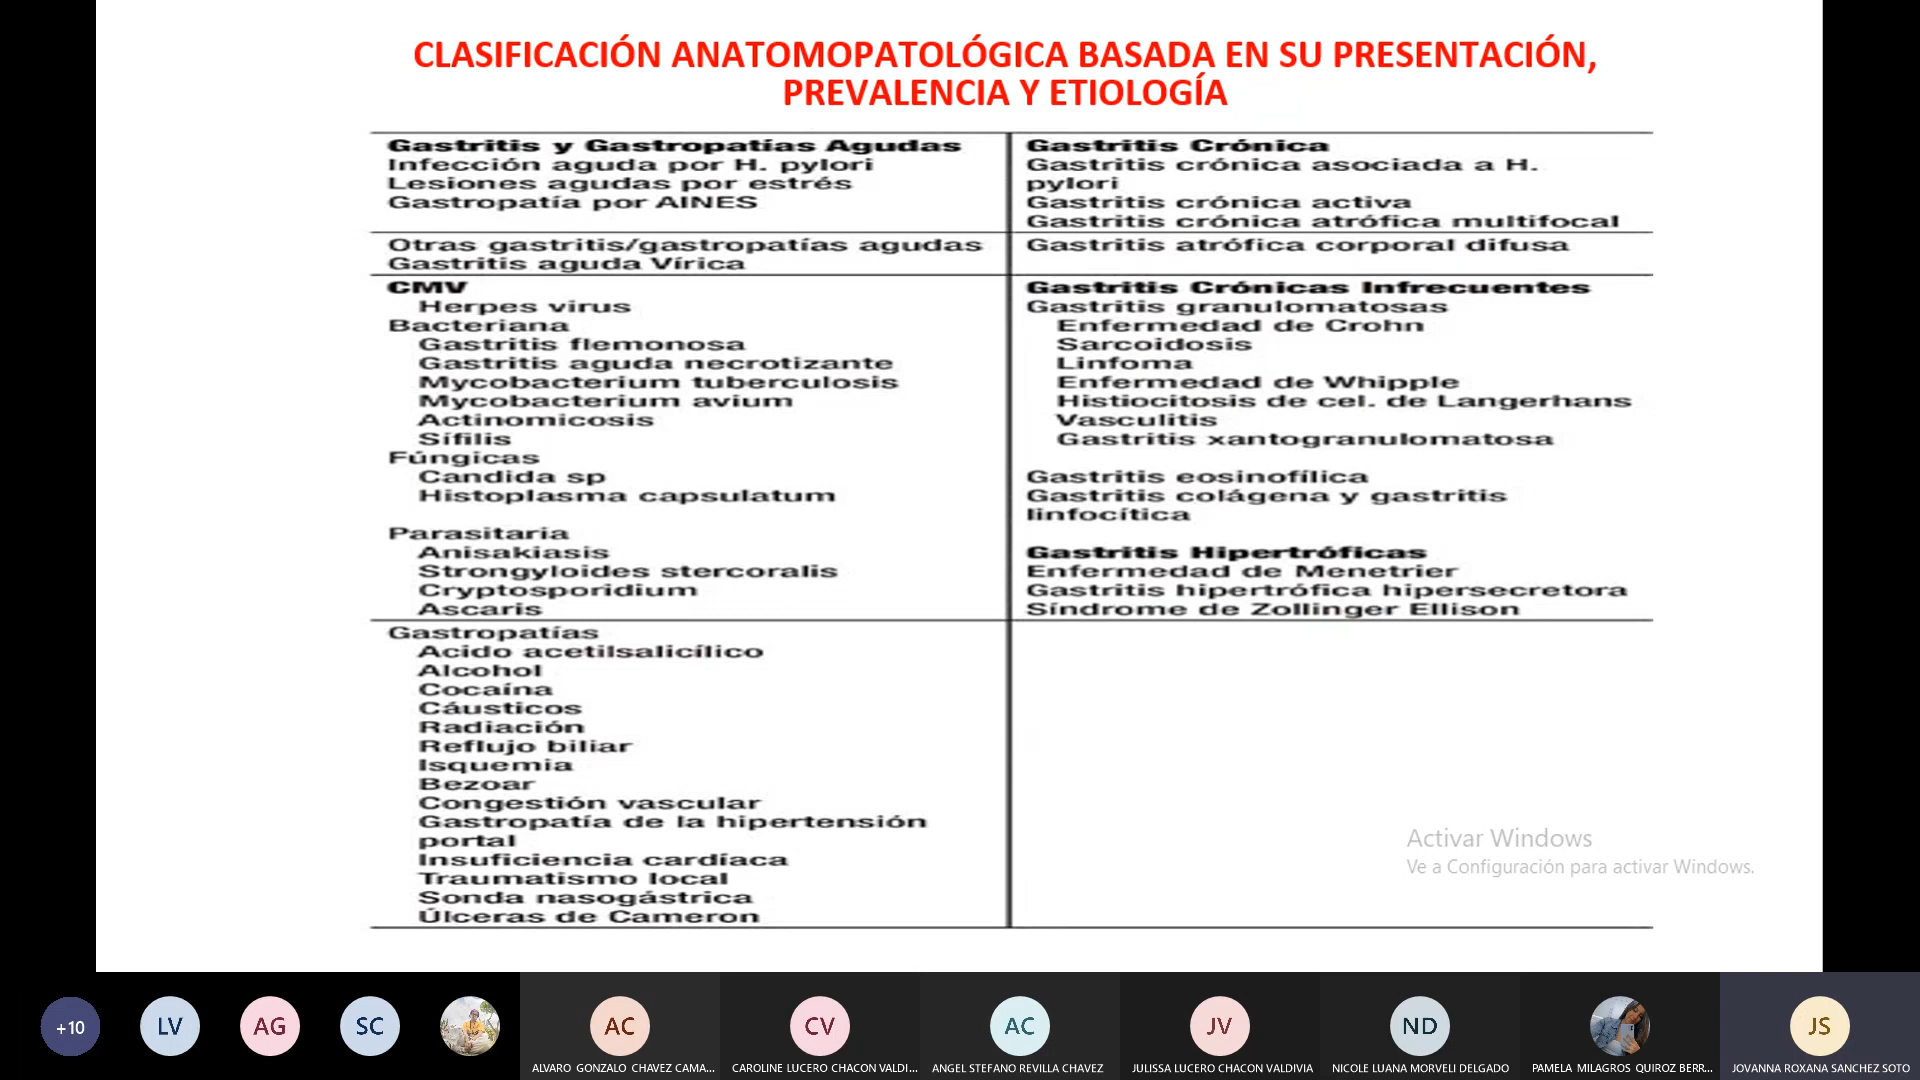 CLASIFICACIÓN ANATOMOPATOLÓGICA BASADA EN SU PRESENTACIÓN,
PREVALENCIA Y ETIOLOGÍA
Gastritis y Gastropatías Agudas
Infección aguda por H. pylori
Lesiones agudas por estrés
Gastropatía por AINES
Gastritis Crónica
Gastritis crónica asociada a H.
pylori
Gastritis crónica activa
Gastritis crónica atrófica multifocal
Otras gastritis/gastropatías agudas
Gastritis aguda Vírica
Gastritis atrófica corporal difusa
CMV
Herpes virus
Bacteriana
Gastritis flemonosa
Gastritis aguda necrotizante
Mycobacterium tuberculosis
Mycobacterium avium
Actinomicosis
Sífilis
Fúngicas
Candida sp
Histoplasma capsulatum
Parasitaria
Anisakiasis
Strongyloides stercoralis
Cryptosporidium
Ascaris
Gastritis Crónicas Infrecuentes
Gastritis granulomatosas
Enfermedad de Crohn
Sarcoidosis
Linfoma
Enfermedad de Whipple
Histiocitosis de cel. de Langerhans
Vasculitis
Gastritis xantogranulomatosa
Gastritis eosinofílica
Gastritis colágena y gastritis
linfocítica
Gastritis Hipertróficas
Enfermedad de Menetrier
Gastritis hipertrófica hipersecretora
Síndrome de Zollinger Ellison
Gastropatías
Acido acetilsalicílico
Alcohol
Cocaína
Cáusticos
Radiación
Reflujo biliar
Isquemia
Bezoar
Congestión vascular
Gastropatía de la hipertensión
portal
Insuficiencia cardíaca
Traumatismo local
Sonda nasogástrica
Úlceras de Cameron
Activar Windows
Ve a Configuración para activar Windows.
+10
LV
AG
SC
AC
CV
AC
JV
ND
JS
ALVARO GONZALO CHAVEZ CAMA...
CAROLINE LUCERO CHACON VALDI...
ANGEL STEFANO REVILLA CHAVEZ
JULISSA LUCERO CHACON VALDIVIA
NICOLE LUANA MORVELI DELGADO
PAMELA MILAGROS QUIROZ BERR...
JOVANNA ROXANA SANCHEZ SOTO